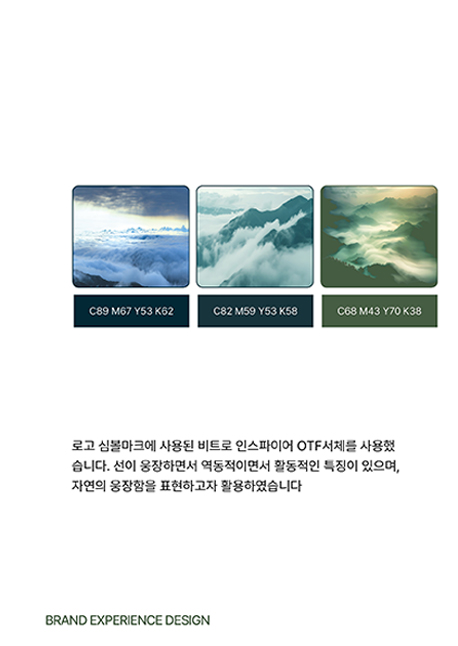 C89 M67 Y53 K62
C82 M59 Y53 K58
C68 M43 Y70 K38
로고 심볼마크에 사용된 비트로 인스파이어 OTF서체를 사용했
습니다. 선이 웅장하면서 역동적이면서 활동적인 특징이 있으며,
자연의 웅장함을 표현하고자 활용하였습니다
BRAND EXPERIENCE DESIGN